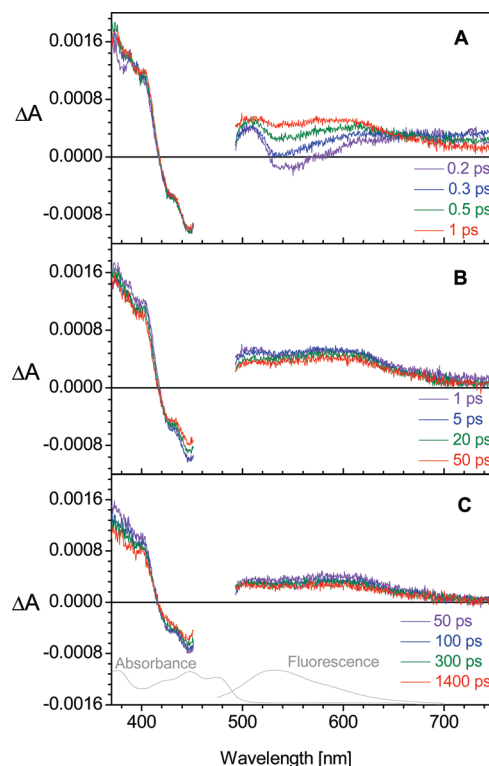 A
0.0016
0.0008
ΔA
0.0000
-0.0008
0.2 ps
0.3 ps
0.5 ps
1 ps
B
0.0016
0.0008
ΔA
0.0000
-0.0008
1 ps
5 ps
20 ps
50 ps
C
0.0016
0.0008
ΔA
0.0000
-0.0008
-0.0016
50 ps
100 ps
300 ps
1400 ps
Absorbance
Fluorescence
400 500 600 700
Wavelength [nm]